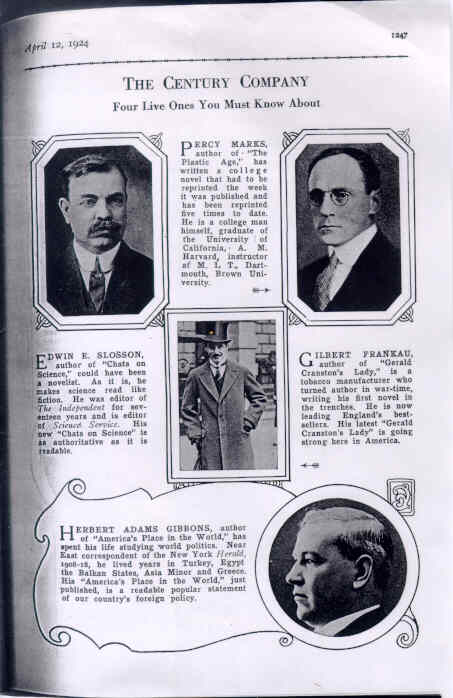 April 12, 1924
1247
THE CENTURY COMPANY
Four Live Ones You Must Know About
PERCY MARKS,
author of "The
Plastic Age," has
written a college
novel that had to be
reprinted the week
it was published and
has been reprinted
five times to date.
He is a college man
himself, graduate of
the University of
California, A. M.
Harvard, instructor
at M. I. T., Dart-
mouth, Brown Uni-
versity.
EDWIN E. SLOSSON,
author of "Chats on
Science," could have been
a novelist. As it is, he
makes science read like
fiction. He was editor of
The Independent for sev-
enteen years and is editor
of Science Service. His
new "Chats on Science" is
as authoritative as it is
readable.
GILBERT FRANKAU,
author of "Gerald
Cranston's Lady," is a
tobacco manufacturer who
turned author in war-time,
writing his first novel in
the trenches. He is now
leading England's best-
sellers. His latest "Gerald
Cranston's Lady" is going
strong here in America.
HERBERT ADAMS GIBBONS, author
of "America's Place in the World," has
spent his life studying world politics. Near
East correspondent of the New York Herald,
1908-18, he lived years in Turkey, Egypt
the Balkan States, Asia Minor and Greece.
His "America's Place in the World," just
published, is a readable popular statement
of our country's foreign policy.